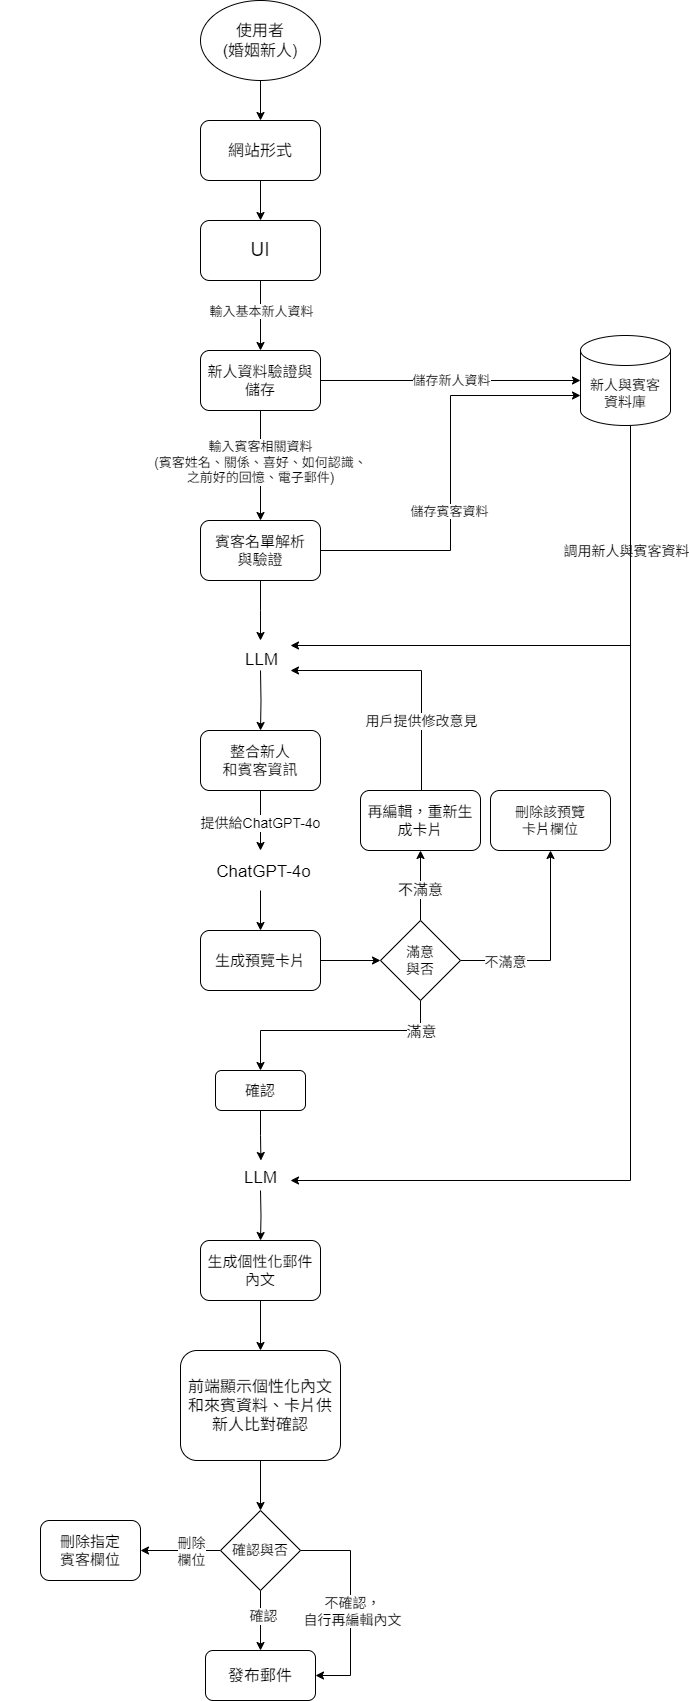 使用者
(婚姻新人)
網站形式
UI
輸入基本新人資料
新人資料驗證與
儲存
儲存新人資料
新人與賓客
資料庫
輸入賓客相關資料
(賓客姓名、關係、喜好、如何認識、
之前好的回憶、電子郵件)
儲存賓客資料
賓客名單解析
與驗證
調用新人與賓客資料
LLM
用戶提供修改意見
整合新人
和賓客資訊
再編輯，重新生
成卡片
刪除該預覽
卡片欄位
提供給ChatGPT-4o
ChatGPT-4o
不滿意
生成預覽卡片
滿意
與否
不滿意
滿意
確認
LLM
生成個性化郵件
內文
前端顯示個性化內文
和來賓資料、卡片供
新人比對確認
刪除指定
賓客欄位
刪除
欄位
確認與否
確認
不確認，
自行再編輯內文
發布郵件